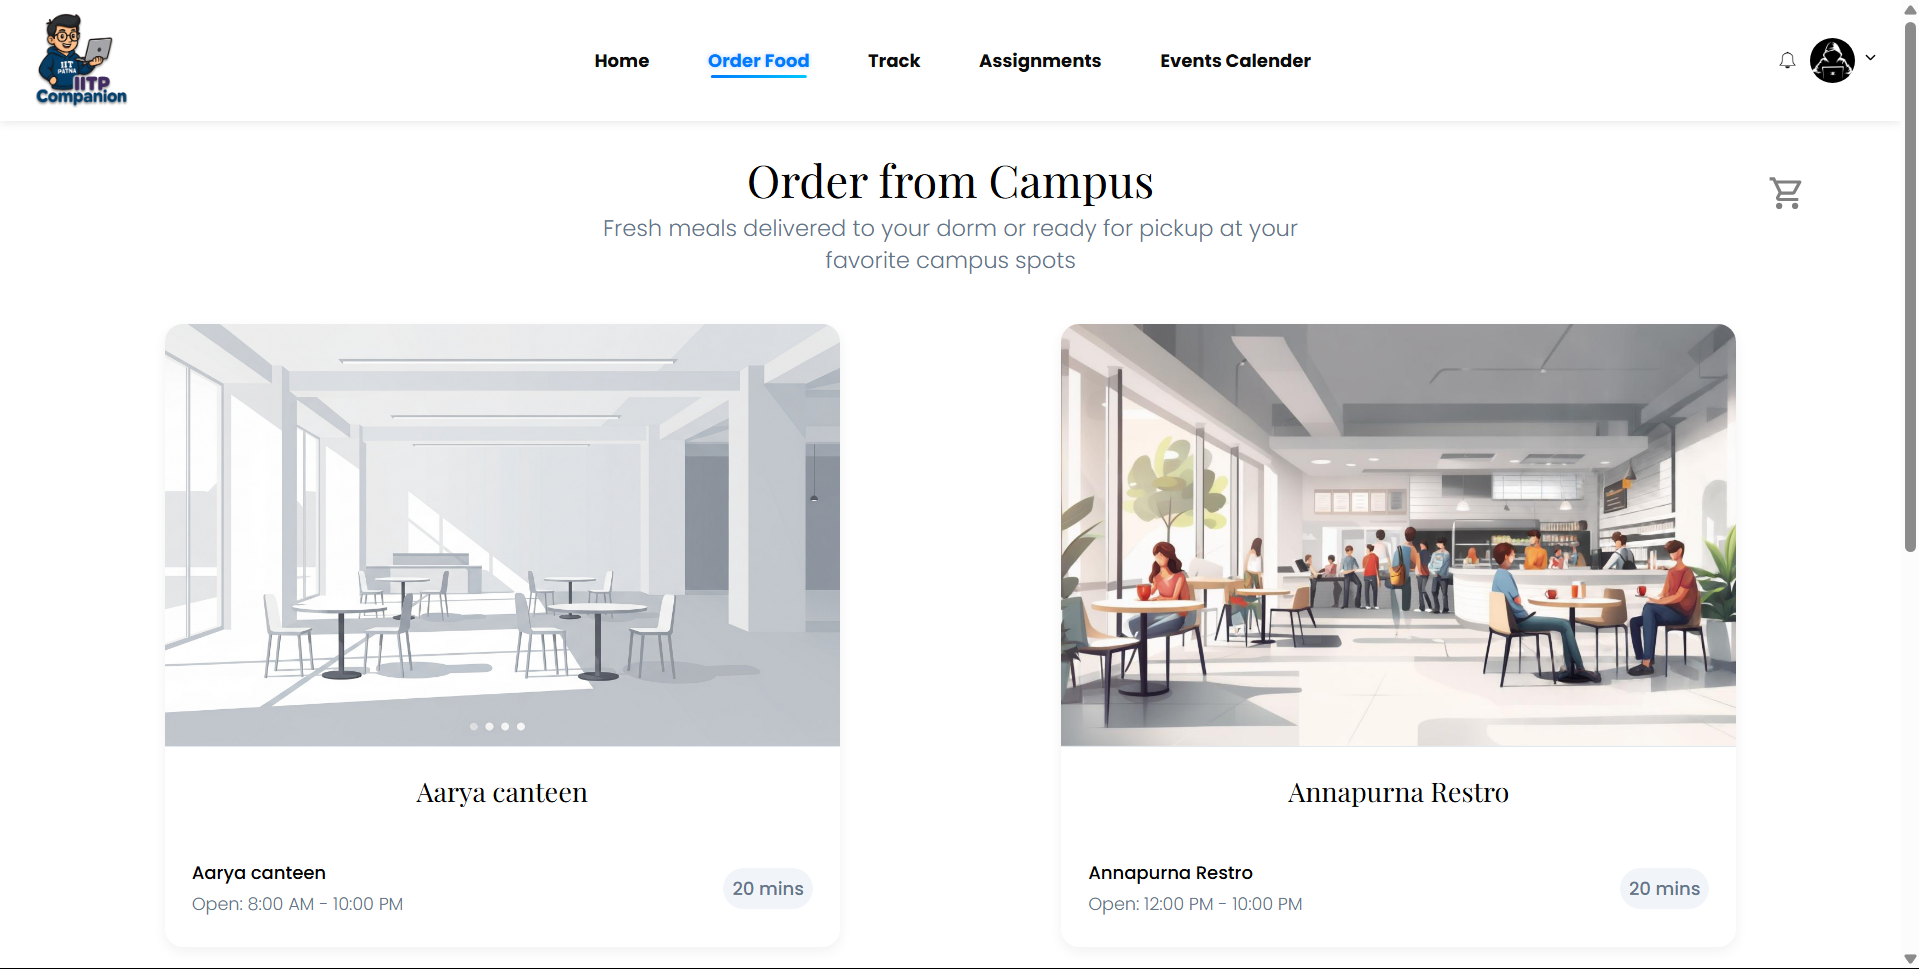 IIT
PATNA
IITP
Companion
Home
Order Food
Track
Assignments
Events Calender
Order from Campus
Fresh meals delivered to your dorm or ready for pickup at your
favorite campus spots
Aarya canteen
Aarya canteen
Open: 8:00 AM - 10:00 PM
20 mins
Annapurna Restro
Annapurna Restro
Open: 12:00 PM - 10:00 PM
20 mins